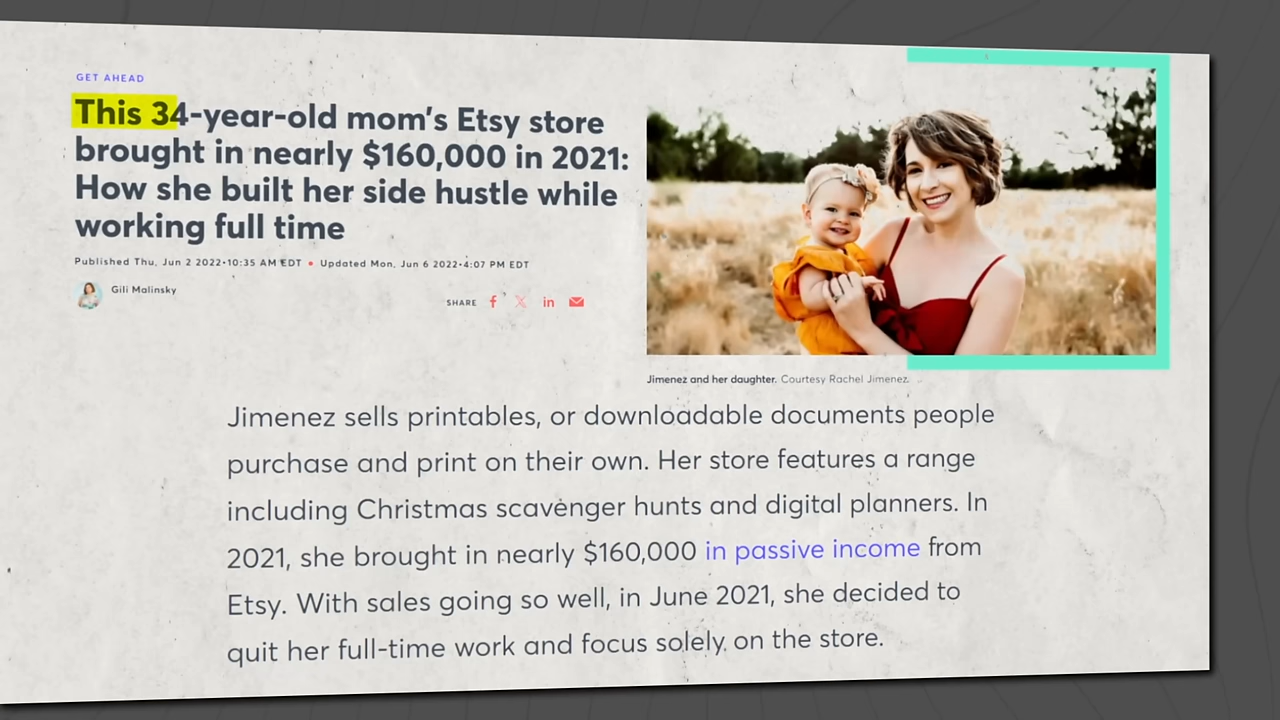 GET AHEAD
This 34-year-old mom's Etsy store
brought in nearly $160,000 in 2021:
How she built her side hustle while
working full time
Published Thu, Jun 2 2022•10:35 AM EDT • Updated Mon, Jun 6 2022•4:07 PM EDT
Gili Malinsky
SHARE
Jimenez and her daughter. Courtesy Rachel Jimenez.
Jimenez sells printables, or downloadable documents people
purchase and print on their own. Her store features a range
including Christmas scavenger hunts and digital planners. In
2021, she brought in nearly $160,000 in passive income from
Etsy. With sales going so well, in June 2021, she decided to
quit her full-time work and focus solely on the store.